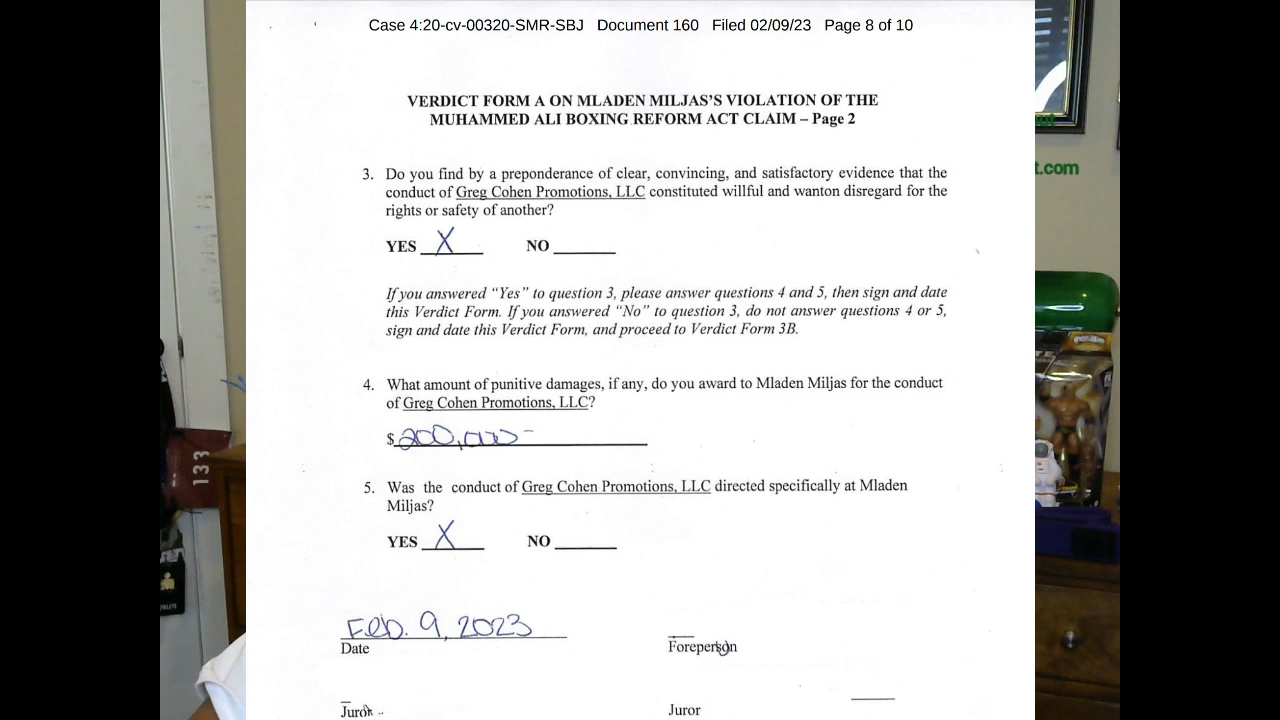 Case 4:20-cv-00320-SMR-SBJ Document 160 Filed 02/09/23 Page 8 of 10
VERDICT FORM A ON MLADEN MILJAS'S VIOLATION OF THE
MUHAMMED ALI BOXING REFORM ACT CLAIM – Page 2
3. Do you find by a preponderance of clear, convincing, and satisfactory evidence that the
conduct of Greg Cohen Promotions, LLC constituted willful and wanton disregard for the
rights or safety of another?
YES X NO
If you answered "Yes" to question 3, please answer questions 4 and 5, then sign and date
this Verdict Form. If you answered "No" to question 3, do not answer questions 4 or 5,
sign and date this Verdict Form, and proceed to Verdict Form 3B.
4. What amount of punitive damages, if any, do you award to Mladen Miljas for the conduct
of Greg Cohen Promotions, LLC?
$ 200,000 -
5. Was the conduct of Greg Cohen Promotions, LLC directed specifically at Mladen
Miljas?
YES X NO
Feb. 9, 2023
Date Foreperson
Juror Juror
t.com
133